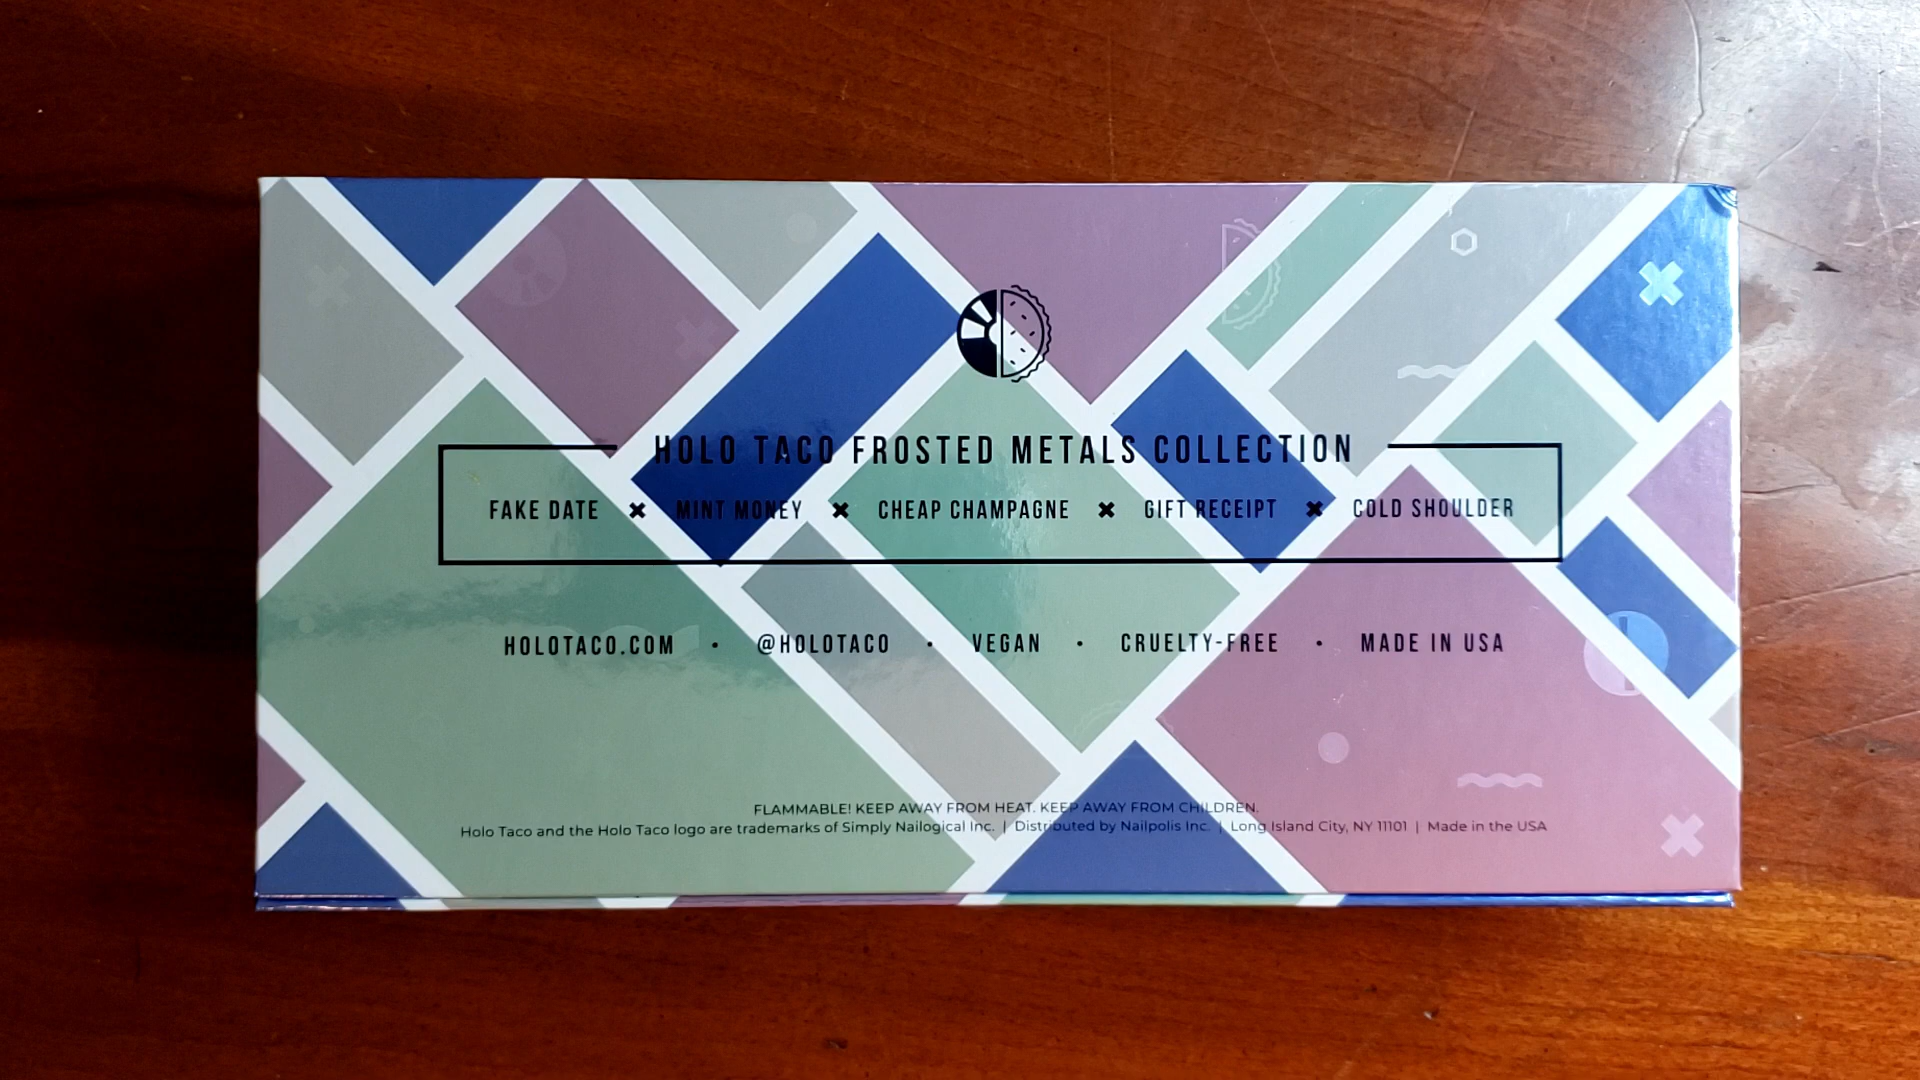 HOLO TACO FROSTED METALS COLLECTION
FAKE DATE ✖ MINT MONEY ✖ CHEAP CHAMPAGNE ✖ GIFT RECEIPT ✖ COLD SHOULDER
HOLOTACO.COM • @HOLOTACO • VEGAN • CRUELTY-FREE • MADE IN USA
FLAMMABLE! KEEP AWAY FROM HEAT. KEEP AWAY FROM CHILDREN.
Holo Taco and the Holo Taco logo are trademarks of Simply Nailogical Inc. | Distributed by Nailpolis Inc. | Long Island City, NY 11101 | Made in the USA